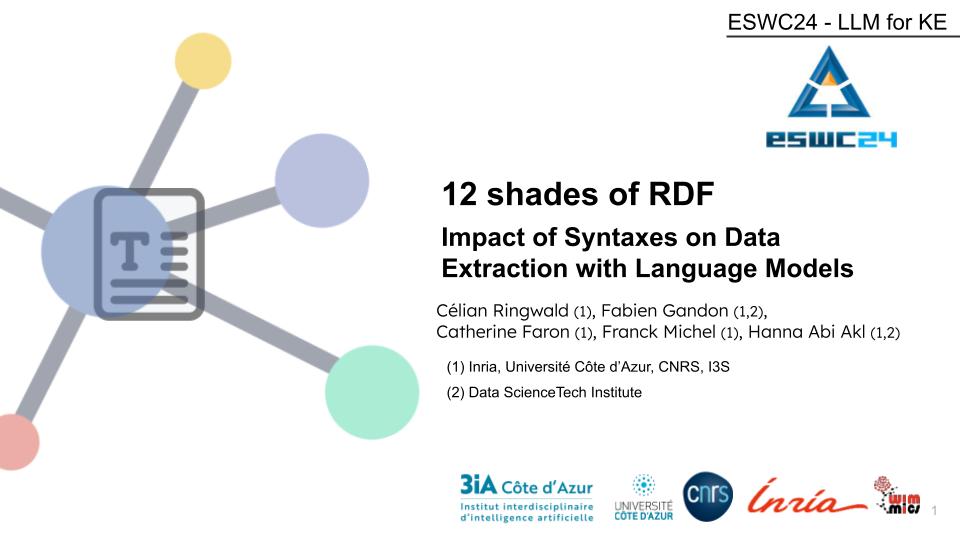 ESWC24 - LLM for KE
ESWC24
12 shades of RDF
Impact of Syntaxes on Data
Extraction with Language Models
Célian Ringwald (1), Fabien Gandon (1,2),
Catherine Faron (1), Franck Michel (1), Hanna Abi Akl (1,2)
(1) Inria, Université Côte d'Azur, CNRS, I3S
(2) Data ScienceTech Institute
T
3iA Côte d'Azur
Institut interdisciplinaire
d'intelligence artificielle
UNIVERSITÉ
CÔTE D'AZUR
cnrs
Inria
wim
mics
1